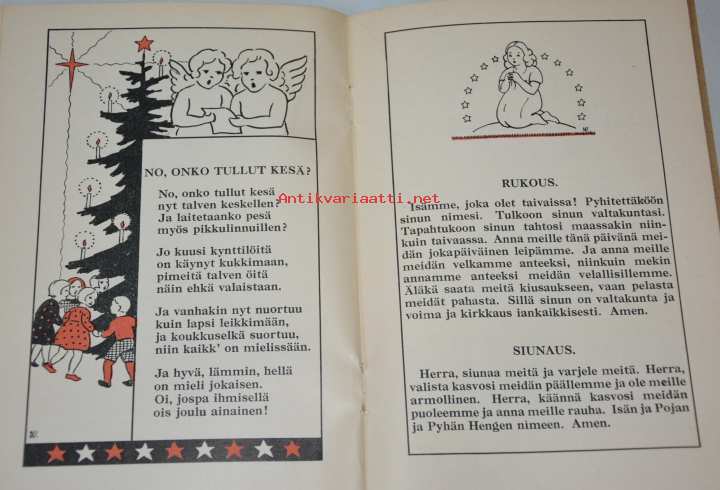 NO, ONKO TULLUT KESÄ?
No, onko tullut kesä
nyt talven keskellen?
Ja laitetaanko pesä
myös pikkulinnuillen?
Jo kuusi kynttilöitä
on käynyt kukkimaan,
pimeitä talven öitä
näin ehkä valaistaan.
Ja vanhakin nyt nuortuu
kuin lapsi leikkimään,
ja koukkuselkä suortuu,
niin kaikk' on mielissään.
Ja hyvä, lämmin, hellä
on mieli jokaisen.
Oi, jospa ihmisellä
ois joulu ainainen!
Antikvariaatti.net
RUKOUS.
Isämme, joka olet taivaissa! Pyhitettäköön
sinun nimesi. Tulkoon sinun valtakuntasi.
Tapahtukoon sinun tahtosi maassakin niin-
kuin taivaassa. Anna meille tänä päivänä mei-
dän jokapäiväinen leipämme. Ja anna meille
meidän velkamme anteeksi, niinkuin mekin
annamme anteeksi meidän velallisillemme.
Äläkä saata meitä kiusaukseen, vaan pelasta
meidät pahasta. Sillä sinun on valtakunta ja
voima ja kirkkaus iankaikkisesti. Amen.
SIUNAUS.
Herra, siunaa meitä ja varjele meitä. Herra,
valista kasvosi meidän päällemme ja ole meille
armollinen. Herra, käännä kasvosi meidän
puoleemme ja anna meille rauha. Isän ja Pojan
ja Pyhän Hengen nimeen. Amen.